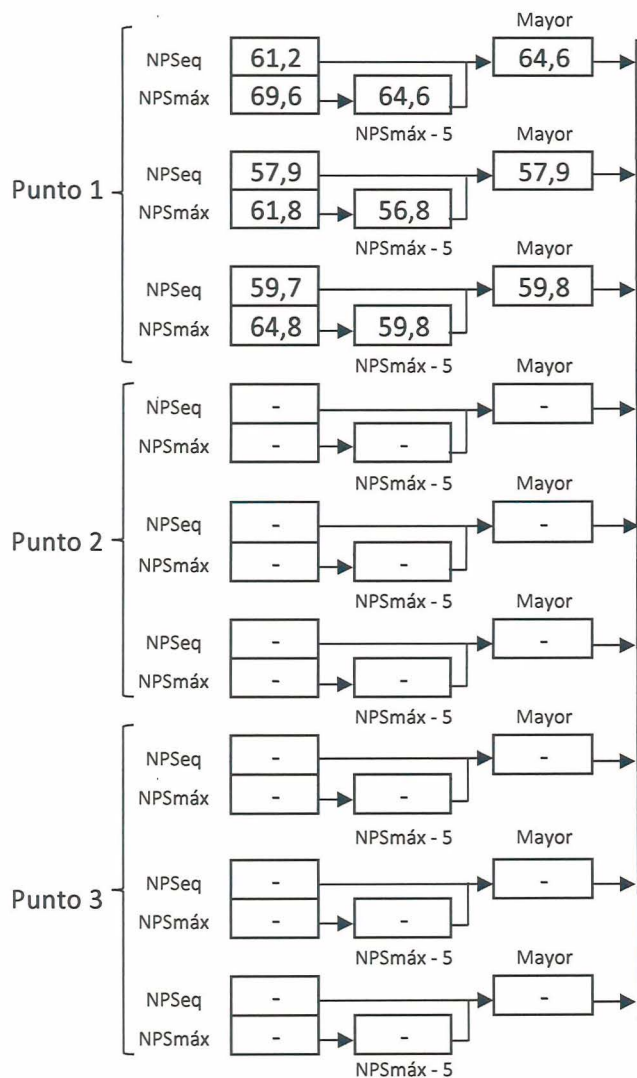 Mayor
NPSeq 61,2 64,6
NPSmáx 69,6 64,6
NPSmáx - 5 Mayor
NPSeq 57,9 57,9
Punto 1
NPSmáx 61,8 56,8
NPSmáx - 5 Mayor
NPSeq 59,7 59,8
NPSmáx 64,8 59,8
NPSmáx - 5 Mayor
NPSeq - -
NPSmáx - -
NPSmáx - 5 Mayor
NPSeq - -
Punto 2
NPSmáx - -
NPSmáx - 5 Mayor
NPSeq - -
NPSmáx - -
NPSmáx - 5 Mayor
NPSeq - -
NPSmáx - -
NPSmáx - 5 Mayor
NPSeq - -
Punto 3
NPSmáx - -
NPSmáx - 5 Mayor
NPSeq - -
NPSmáx - -
NPSmáx - 5